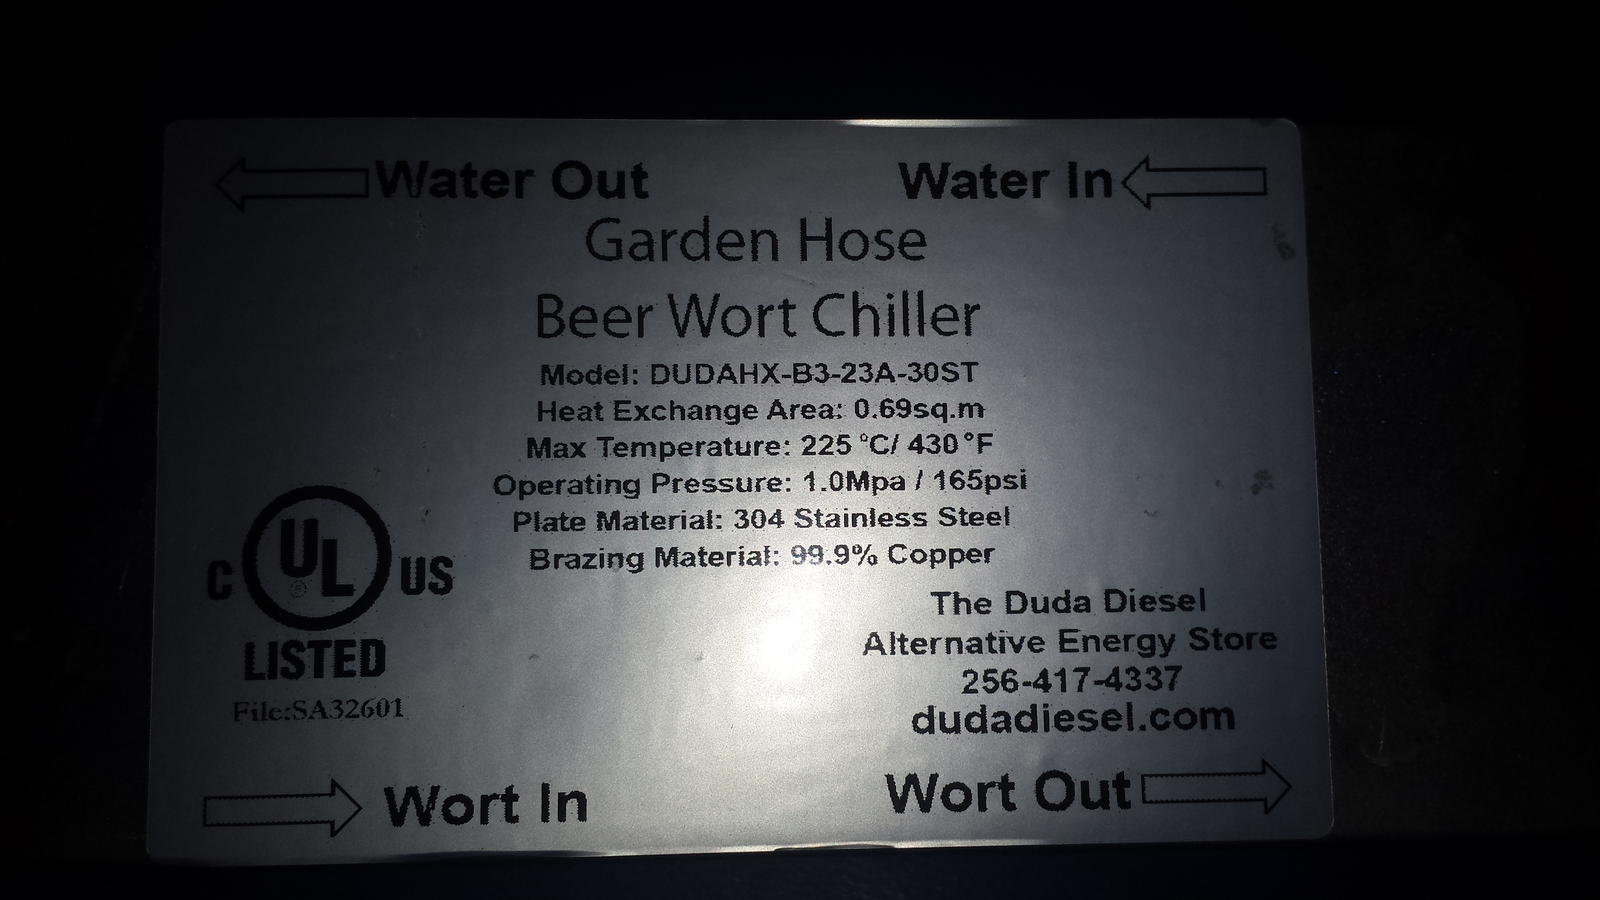 Water Out
Water In
Garden Hose
Beer Wort Chiller
Model: DUDAHX-B3-23A-30ST
Heat Exchange Area: 0.69sq.m
Max Temperature: 225 °C/ 430°F
Operating Pressure: 1.0Mpa / 165psi
Plate Material: 304 Stainless Steel
Brazing Material: 99.9% Copper
C UL ® US
LISTED
File:SA32601
The Duda Diesel
Alternative Energy Store
256-417-4337
dudadiesel.com
Wort In
Wort Out